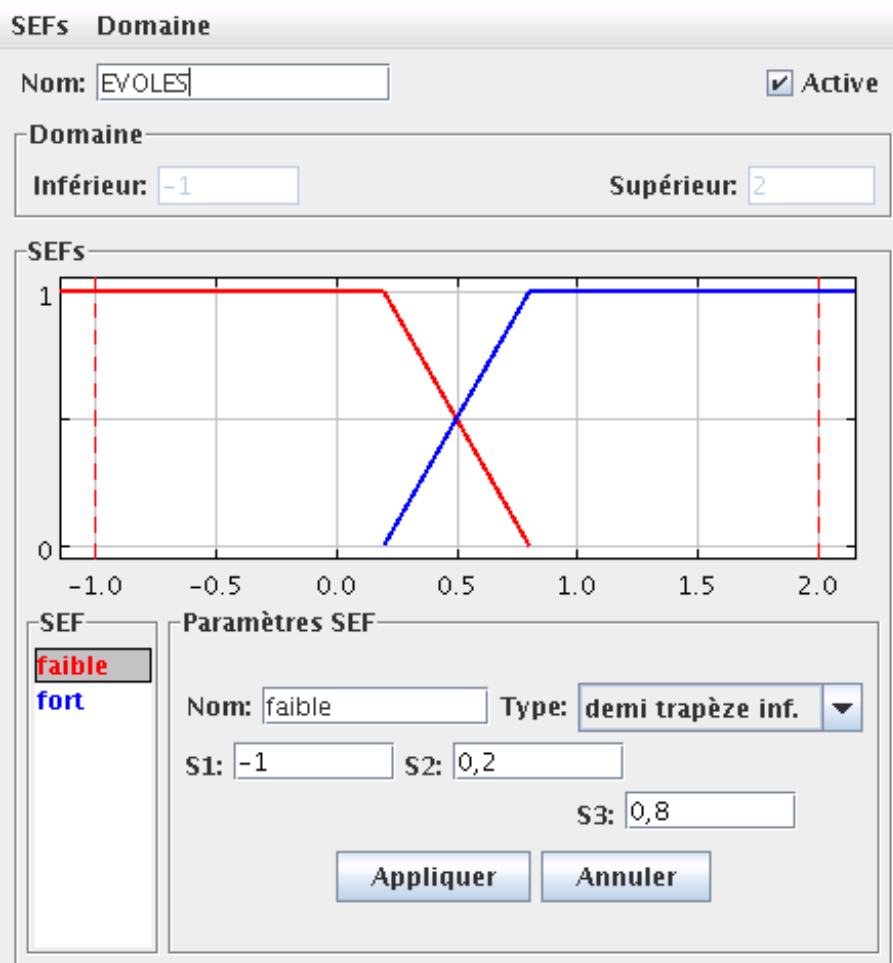 SEFs Domaine
Nom: EVOLES Active
Domaine
Inférieur: -1 Supérieur: 2
SEFs
1
0
-1.0 -0.5 0.0 0.5 1.0 1.5 2.0
SEF Paramètres SEF
faible
fort
Nom: faible Type: demi trapèze inf.
S1: -1 S2: 0,2
S3: 0,8
Appliquer Annuler